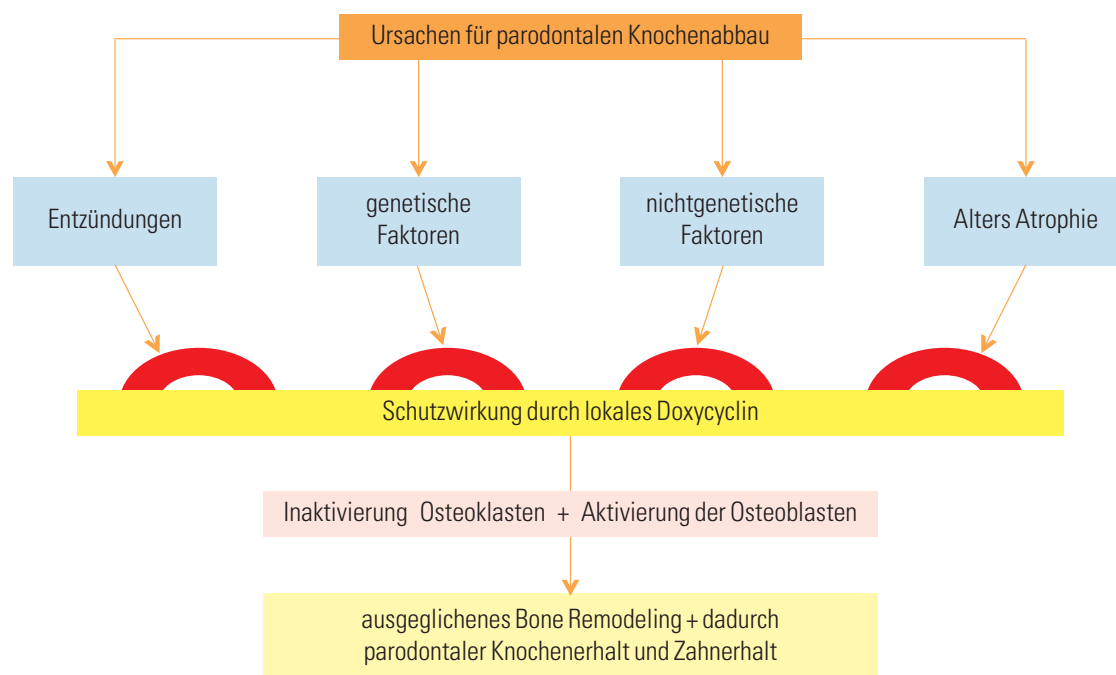 Ursachen für parodontalen Knochenabbau
Entzündungen
genetische
Faktoren
nichtgenetische
Faktoren
Alters Atrophie
Schutzwirkung durch lokales Doxycyclin
Inaktivierung Osteoklasten + Aktivierung der Osteoblasten
ausgeglichenes Bone Remodeling + dadurch
parodontaler Knochenerhalt und Zahnerhalt